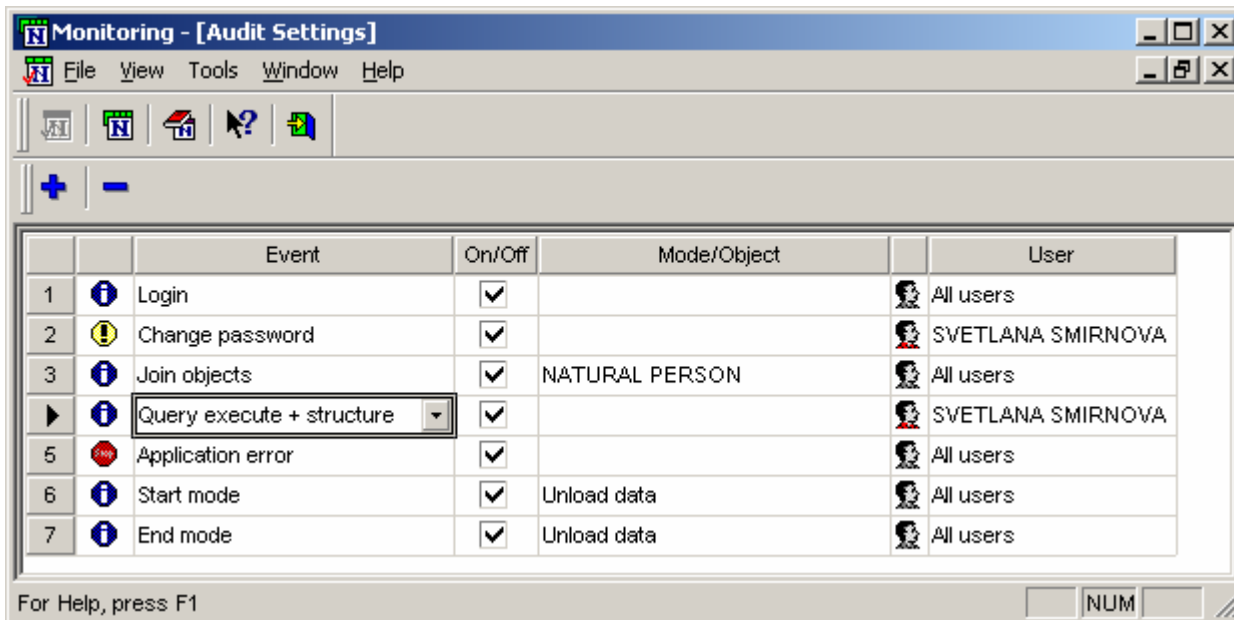 Monitoring - [Audit Settings]
File View Tools Window Help
Event On/Off Mode/Object User
1 Login All users
2 Change password SVETLANA SMIRNOVA
3 Join objects NATURAL PERSON All users
Query execute + structure SVETLANA SMIRNOVA
5 Application error All users
6 Start mode Unload data All users
7 End mode Unload data All users
For Help, press F1 NUM